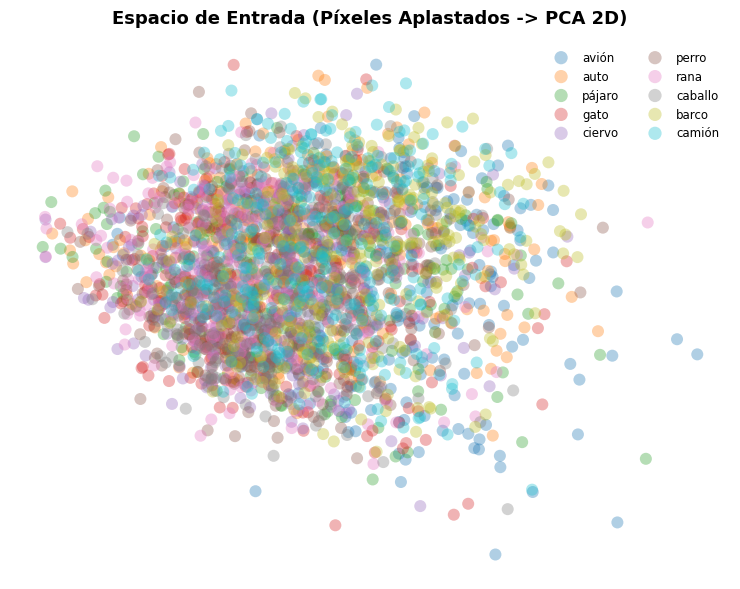 Espacio de Entrada (Píxeles Aplastados -> PCA 2D)
avión
auto
pájaro
gato
ciervo
perro
rana
caballo
barco
camión